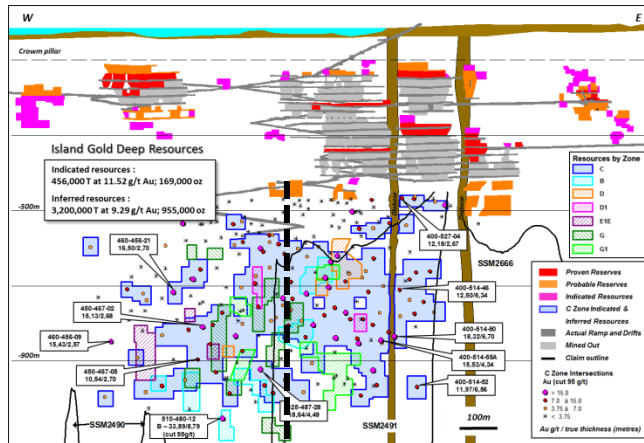 W
E
Crown pillar
Island Gold Deep Resources
Indicated resources :
456,000 T at 11.52 g/t Au; 169,000 oz
Inferred resources :
3,200,000 T at 9.29 g/t Au; 955,000 oz
-500m
460-456-21
16,50/2,70
400-527-04
12,18/2,67
SSM2666
400-514-46
12,50/6,34
450-467-02
15,13/2,68
460-456-09
15,43/2,57
400-514-50
18,32/6,70
400-514-55A
15,53/4,34
-900m
450-467-05
10,54/2,70
400-514-52
11,97/6,56
425-487-28
18,64/4,49
510-480-12
B – 33,89/8,79
(cut 95g/t)
SSM2490
SSM2491
100m
Resources by Zone
C
B
D
D1
E1E
G
G1
Proven Reserves
Probable Reserves
Indicated Resources
C Zone Indicated &
Inferred Resources
Actual Ramp and Drifts
Mined Out
Claim outline
C Zone Intersections
Au (cut 95 g/t)
> 15.0
7.0 à 15.0
3.75 à 7.0
< 3.75
Au g/t / true thickness (metres)